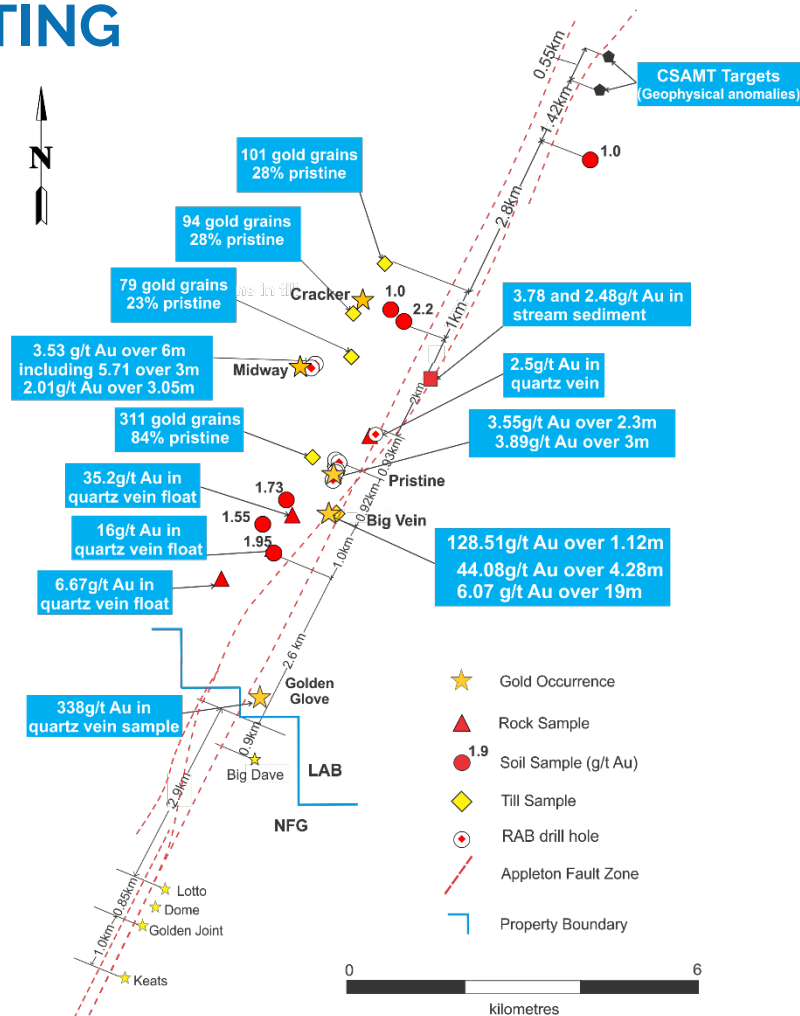 TING
N
0.55km
CSAMT Targets
(Geophysical anomalies)
1.42km
1.0
101 gold grains
28% pristine
2.8km
94 gold grains
28% pristine
79 gold grains
23% pristine
Cracker
1.0
2.2
1km
3.78 and 2.48g/t Au in
stream sediment
3.53 g/t Au over 6m
including 5.71 over 3m
2.01g/t Au over 3.05m
Midway
2.5g/t Au in
quartz vein
2km
311 gold grains
84% pristine
3.55g/t Au over 2.3m
3.89g/t Au over 3m
0.93km
Pristine
35.2g/t Au in
quartz vein float
1.73
0.92km
Big Vein
1.55
16g/t Au in
quartz vein float
1.95
128.51g/t Au over 1.12m
44.08g/t Au over 4.28m
6.07 g/t Au over 19m
1.0km
6.67g/t Au in
quartz vein float
2.6 km
Golden
Glove
338g/t Au in
quartz vein sample
0.9km
Big Dave
LAB
NFG
2.9km
Lotto
0.85km
Dome
Golden Joint
1.0km
Keats
Gold Occurrence
Rock Sample
1.9
Soil Sample (g/t Au)
Till Sample
RAB drill hole
Appleton Fault Zone
Property Boundary
0
6
kilometres